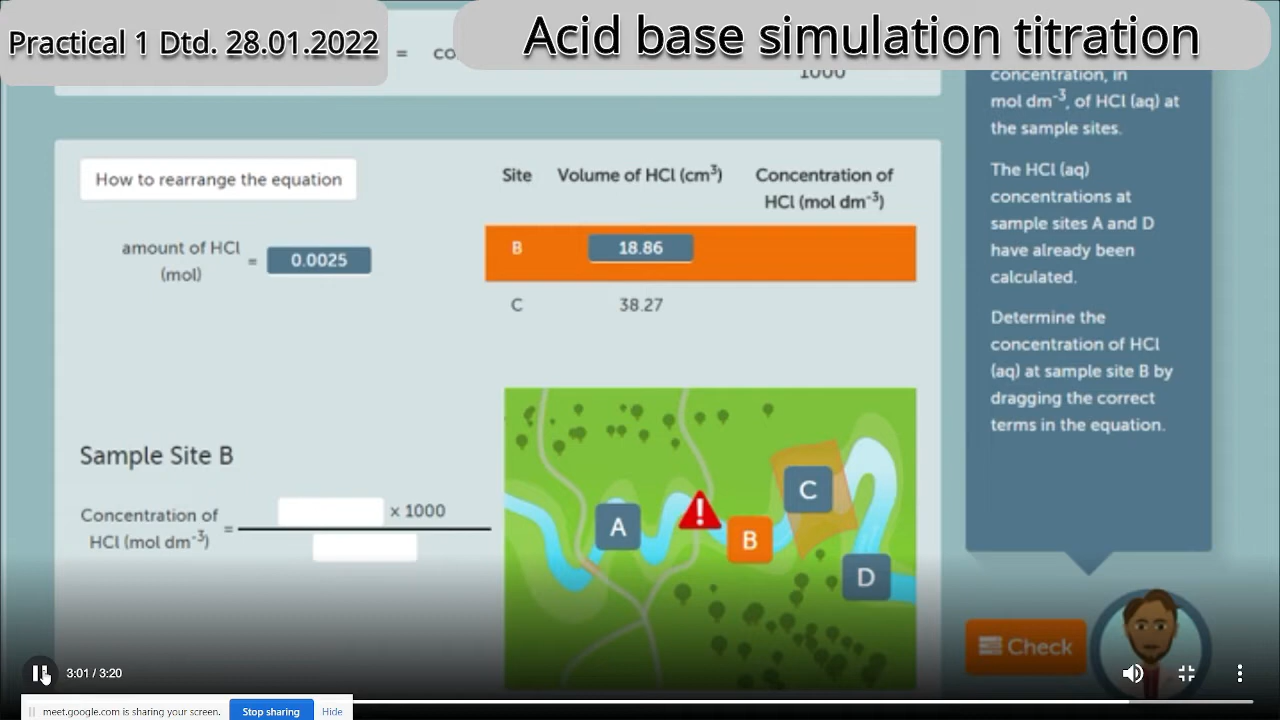 Practical 1 Dtd. 28.01.2022
Acid base simulation titration
= co
1000
How to rearrange the equation
amount of HCl
(mol)
= 0.0025
Site Volume of HCl (cm³) Concentration of
HCl (mol dm⁻³)
B 18.86
C 38.27
Sample Site B
Concentration of
HCl (mol dm⁻³)
= x 1000
A
!
B
C
D
concentration, in
mol dm⁻³, of HCl (aq) at
the sample sites.
The HCl (aq)
concentrations at
sample sites A and D
have already been
calculated.
Determine the
concentration of HCl
(aq) at sample site B by
dragging the correct
terms in the equation.
Check
3:01 / 3:20
meet.google.com is sharing your screen.
Stop sharing
Hide